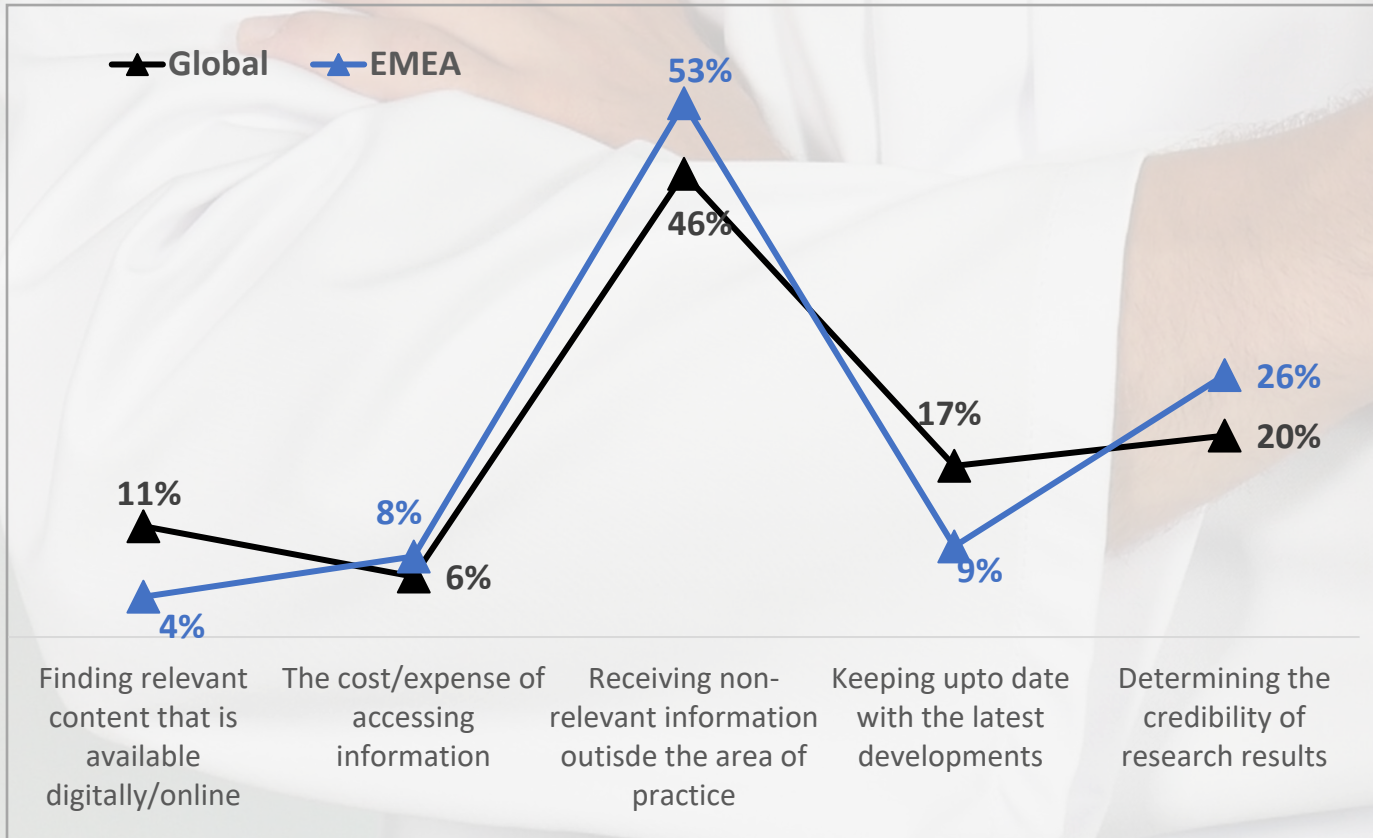 Global EMEA
53%
46%
11%
4%
8%
6%
17%
9%
26%
20%
Finding relevant
content that is
available
digitally/online
The cost/expense of
accessing
information
Receiving non-
relevant information
outisde the area of
practice
Keeping upto date
with the latest
developments
Determining the
credibility of
research results